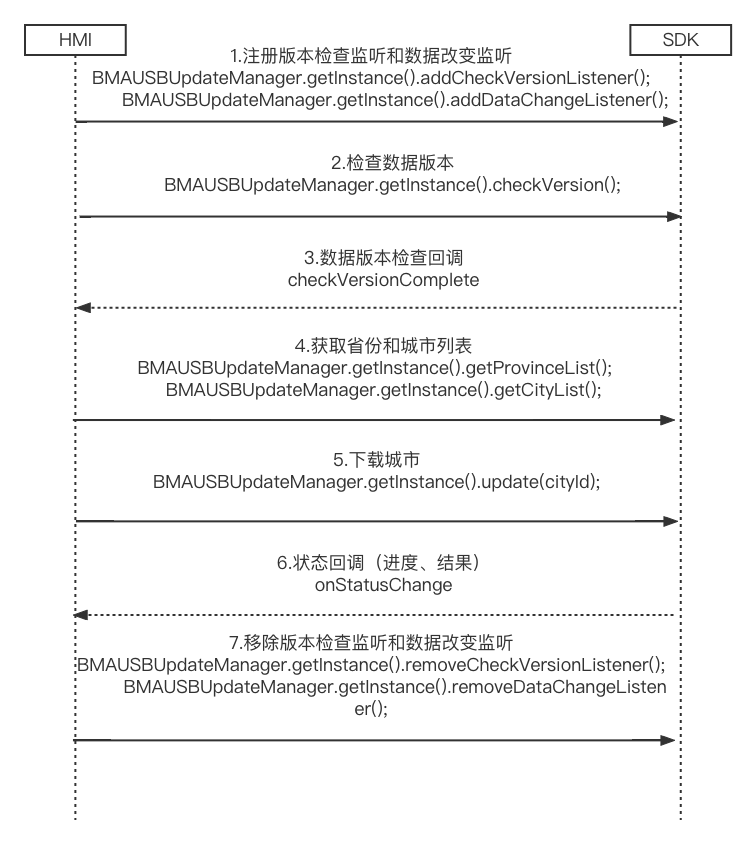 HMI
SDK
1.注册版本检查监听和数据改变监听
BMAUSBUpdateManager.getInstance().addCheckVersionListener();
BMAUSBUpdateManager.getInstance().addDataChangeListener();
2.检查数据版本
BMAUSBUpdateManager.getInstance().checkVersion();
3.数据版本检查回调
checkVersionComplete
4.获取省份和城市列表
BMAUSBUpdateManager.getInstance().getProvinceList();
BMAUSBUpdateManager.getInstance().getCityList();
5.下载城市
BMAUSBUpdateManager.getInstance().update(cityId);
6.状态回调（进度、结果）
onStatusChange
7.移除版本检查监听和数据改变监听
BMAUSBUpdateManager.getInstance().removeCheckVersionListener();
BMAUSBUpdateManager.getInstance().removeDataChangeListen
er();